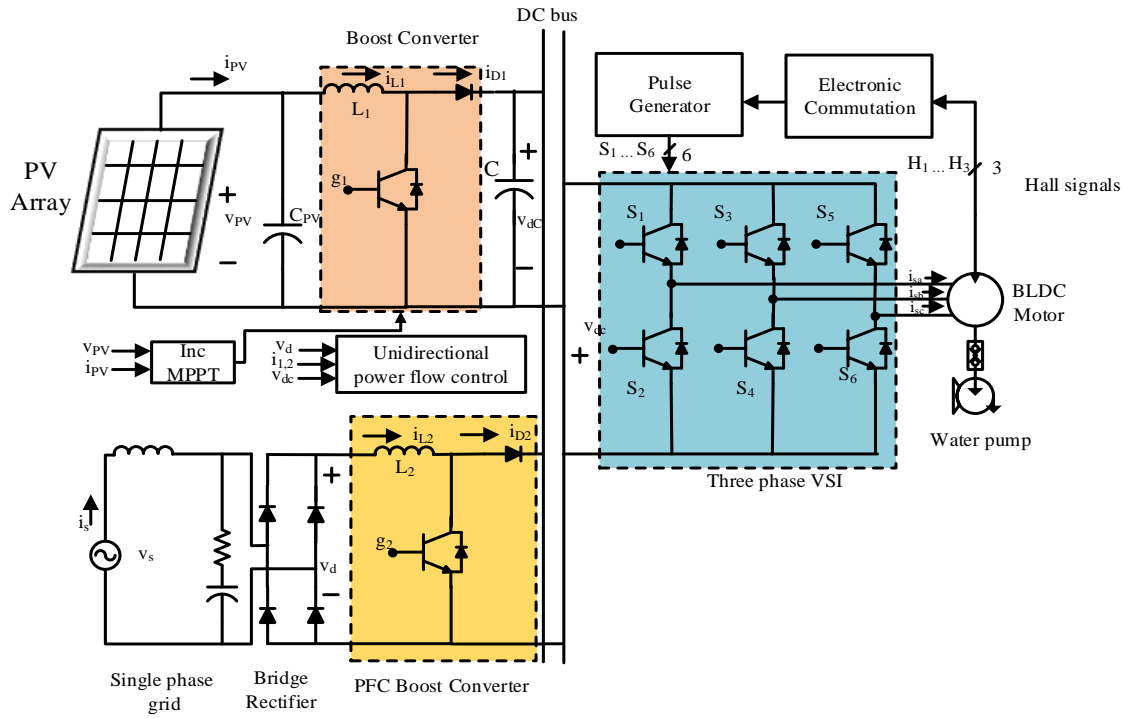 DC bus
Boost Converter
iPV
iL1
iD1
L1
PV
Array
vPV
CPV
g1
C
vdC
Pulse
Generator
Electronic
Commutation
S1 ... S6
6
H1 ... H3
3
Hall signals
S1
S3
S5
isa
isb
isc
BLDC
Motor
vdc
S2
S4
S6
Water pump
Three phase VSI
vPV
iPV
Inc
MPPT
vd
i1,2
vdc
Unidirectional
power flow control
iL2
iD2
L2
is
vs
vd
g2
Single phase
grid
Bridge
Rectifier
PFC Boost Converter